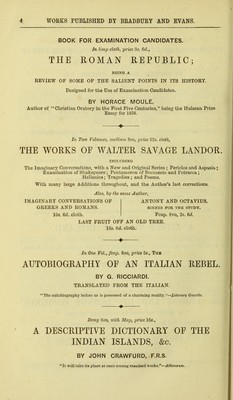 4 WORKS PUBLISHED BY BRADBURY AND EVANS.
BOOK FOR EXAMINATION CANDIDATES.
In limp cloth, price 2s. 6d.,
THE ROMAN REPUBLIC;
BEING A
REVIEW OF SOME OF THE SALIENT POINTS IN ITS HISTORY.
Designed for the Use of Examination Candidates.
BY HORACE MOULE,
Author of "Christian Oratory in the First Five Centuries," being the Hulsean Prize
Essay for 1858.
In Two Volumes, medium 8vo, price 32s. cloth,
THE WORKS OF WALTER SAVAGE LANDOR.
INCLUDING
The Imaginary Conversations, with a New and Original Series; Pericles and Aspasia;
Examination of Shakspeare; Pentameron of Boccaccio and Petrarca;
Hellenics; Tragedies; and Poems.
With many large Additions throughout, and the Author's last corrections
Also, by the same Author,
IMAGINARY CONVERSATIONS OF
GREEKS AND ROMANS.
10s. 6d. cloth.
ANTONY AND OCTAVIUS.
SCENES FOR THE STUDY.
Fcap. 8vo, 2s. 6d.
LAST FRUIT OFF AN OLD TREE.
10s. 6d. cloth.
In One Vol., fcap. 8vo, price 5s., THE
AUTOBIOGRAPHY OF AN ITALIAN REBEL.
BY G. RICCIARDI.
TRANSLATED FROM THE ITALIAN.
"The autobiography before us is possessed of a charming reality."—Literary Gazette.
Demy 8vo, with Map, price 16s.,
A DESCRIPTIVE DICTIONARY OF THE
INDIAN ISLANDS, &c.
BY JOHN CRAWFURD, .F.R.S.
"It will take its place at once among standard works."—Athenæum.